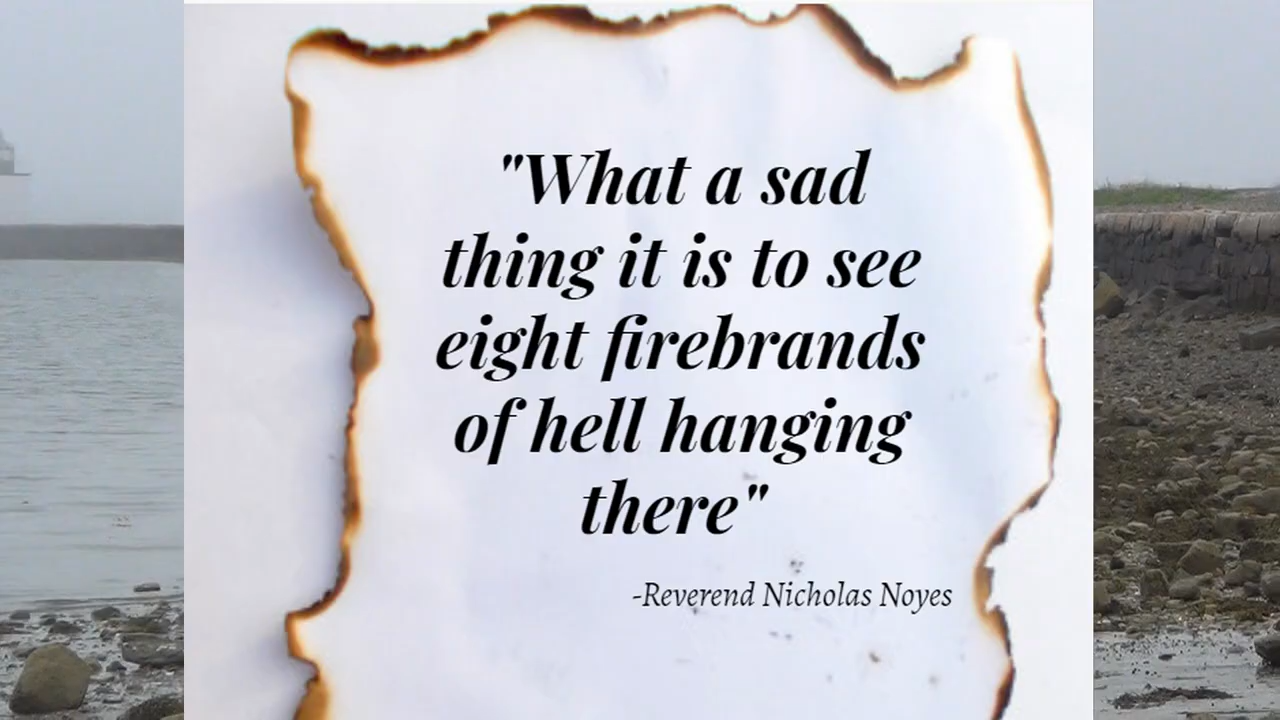 "What a sad
thing it is to see
eight firebrands
of hell hanging
there"
-Reverend Nicholas Noyes